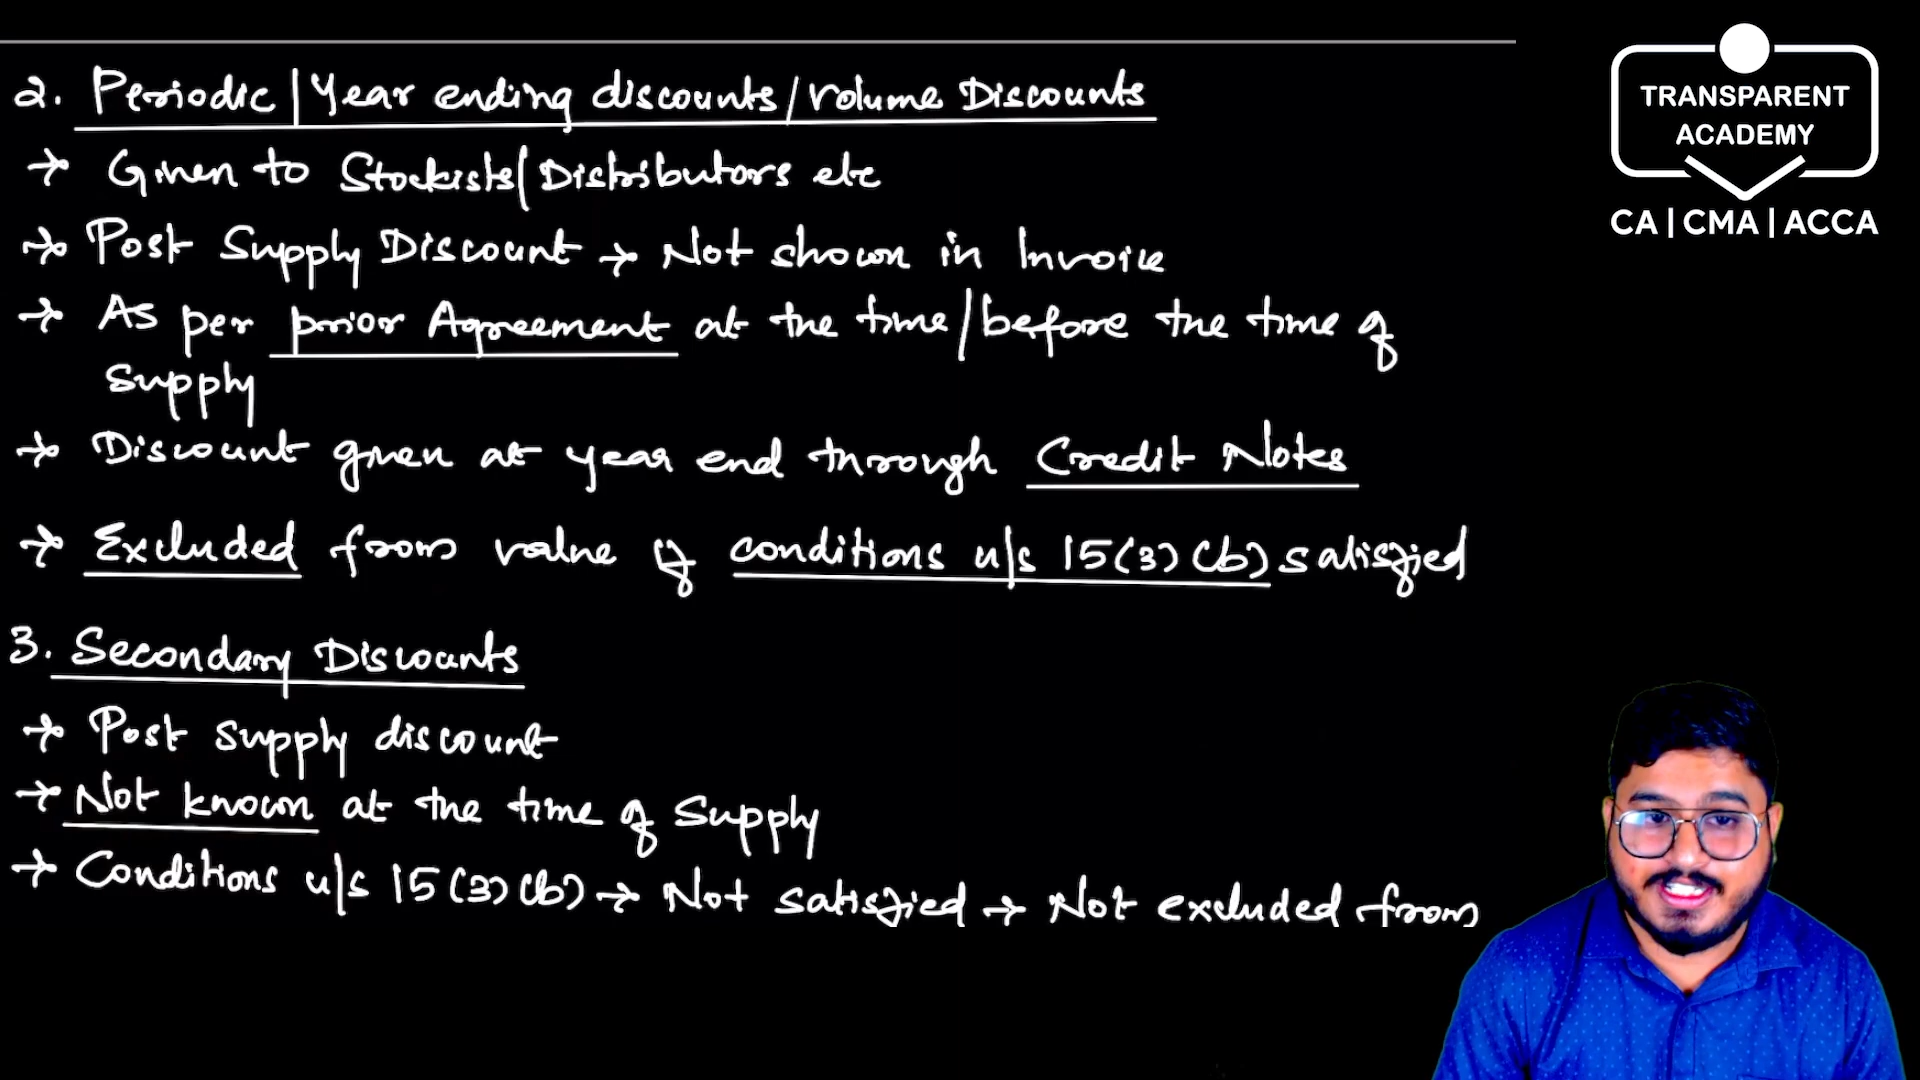 2. Periodic | Year ending discounts / Volume Discounts
→ Given to Stockists / Distributors etc
→ Post Supply Discount → Not shown in Invoice
→ As per prior Agreement at the time / before the time of
Supply
→ Discount given at year end through Credit Notes
→ Excluded from value if conditions u/s 15(3)(b) satisfied
3. Secondary Discounts
→ Post supply discount
→ Not known at the time of Supply
→ Conditions u/s 15(3)(b) → Not satisfied → Not excluded from
TRANSPARENT
ACADEMY
CA | CMA | ACCA